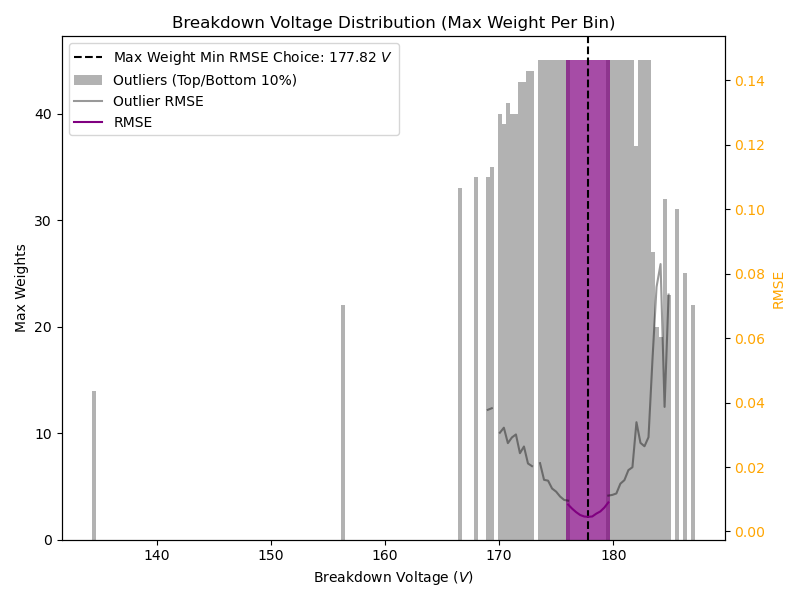 Breakdown Voltage Distribution (Max Weight Per Bin)
Max Weight Min RMSE Choice: 177.82 V
Outliers (Top/Bottom 10%)
Outlier RMSE
RMSE
Max Weights
40
30
20
10
0
0.14
0.12
0.10
0.08
0.06
0.04
0.02
0.00
RMSE
140 150 160 170 180
Breakdown Voltage (V)